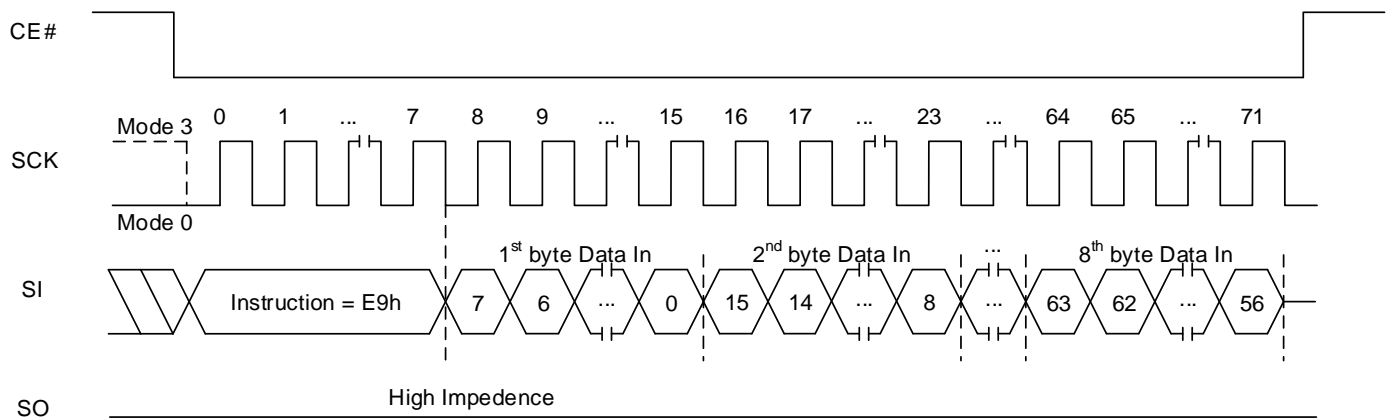 CE#
0 1 ... 7 8 9 ... 15 16 17 ... 23 ... 64 65 ... 71
Mode 3
SCK
Mode 0
1st byte Data In 2nd byte Data In ... 8th byte Data In
SI
Instruction = E9h 7 6 ... 0 15 14 ... 8 ... 63 62 ... 56
High Impedence
SO